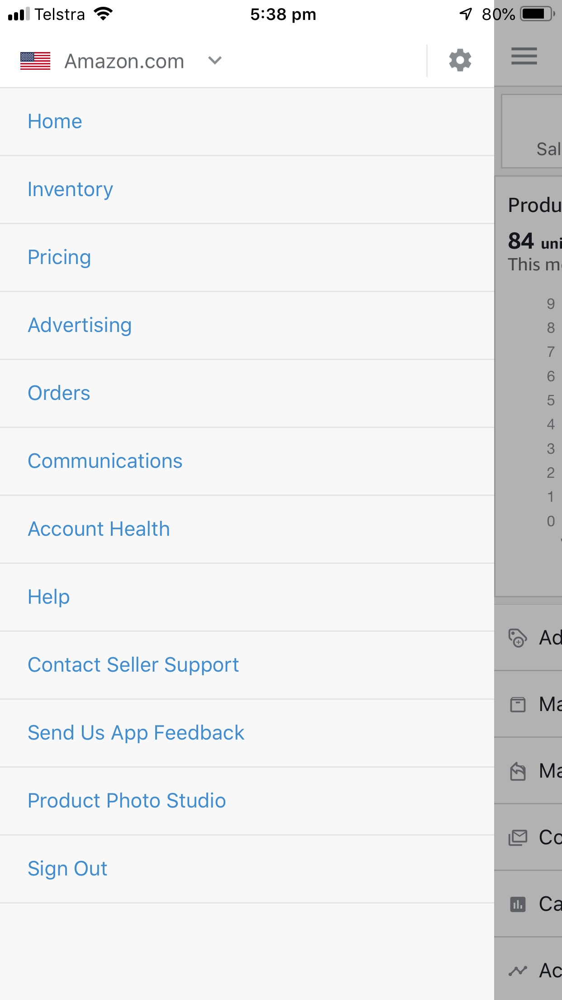 Telstra 5:38 pm 80%
Amazon.com
Home
Inventory
Pricing
Advertising
Orders
Communications
Account Health
Help
Contact Seller Support
Send Us App Feedback
Product Photo Studio
Sign Out
Sal
Produ
84 uni
This m
9
8
7
6
5
4
3
2
1
0
Ad
Ma
Ma
Co
Ca
Ac